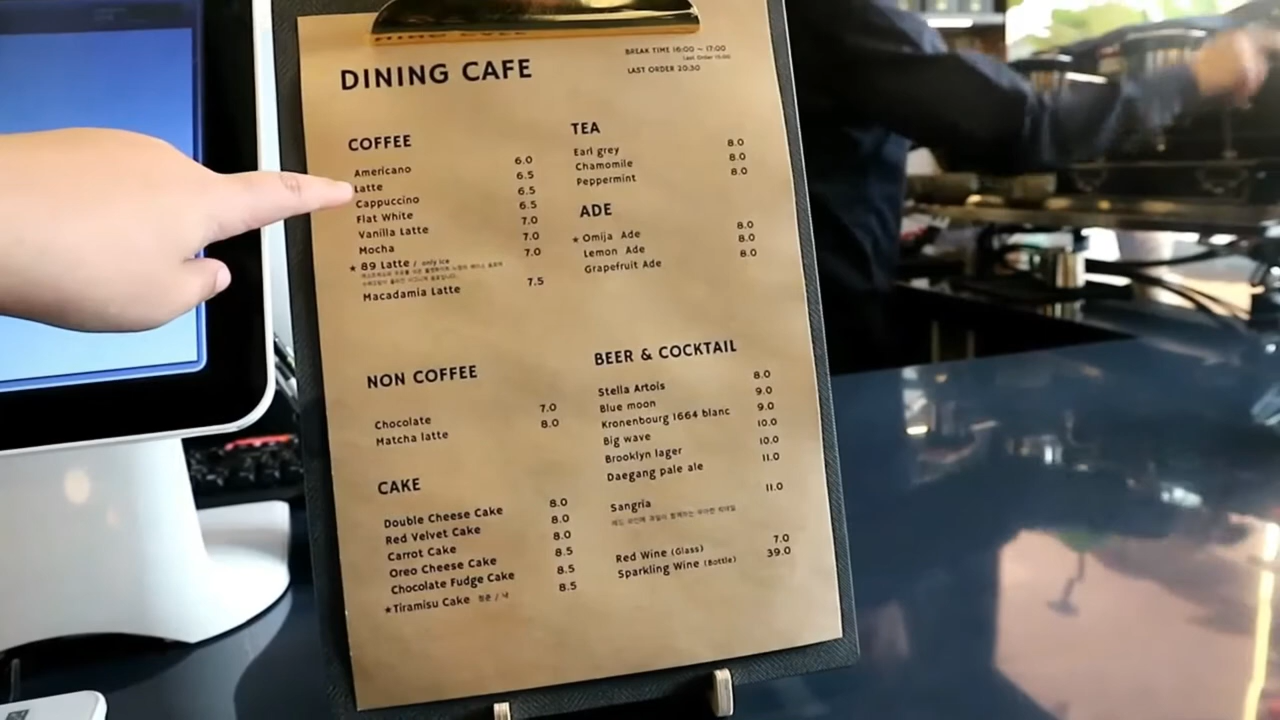 DINING CAFE
BREAK TIME 16:00 ~ 17:00
Last Order 15:30
LAST ORDER 20:30
COFFEE
Americano 6.0
Latte 6.5
Cappuccino 6.5
Flat White 6.5
Vanilla Latte 7.0
Mocha 7.0
★ 89 Latte / only ice 7.0
Macadamia Latte 7.5
NON COFFEE
Chocolate 7.0
Matcha latte 8.0
CAKE
Double Cheese Cake 8.0
Red Velvet Cake 8.0
Carrot Cake 8.0
Oreo Cheese Cake 8.5
Chocolate Fudge Cake 8.5
★Tiramisu Cake 8.5
TEA
Earl grey 8.0
Chamomile 8.0
Peppermint 8.0
ADE
★ Omija Ade 8.0
Lemon Ade 8.0
Grapefruit Ade 8.0
BEER & COCKTAIL
Stella Artois 8.0
Blue moon 9.0
Kronenbourg 1664 blanc 9.0
Big wave 10.0
Brooklyn lager 10.0
Daegang pale ale 11.0
Sangria 11.0
Red Wine (Glass) 7.0
Sparkling Wine (Bottle) 39.0